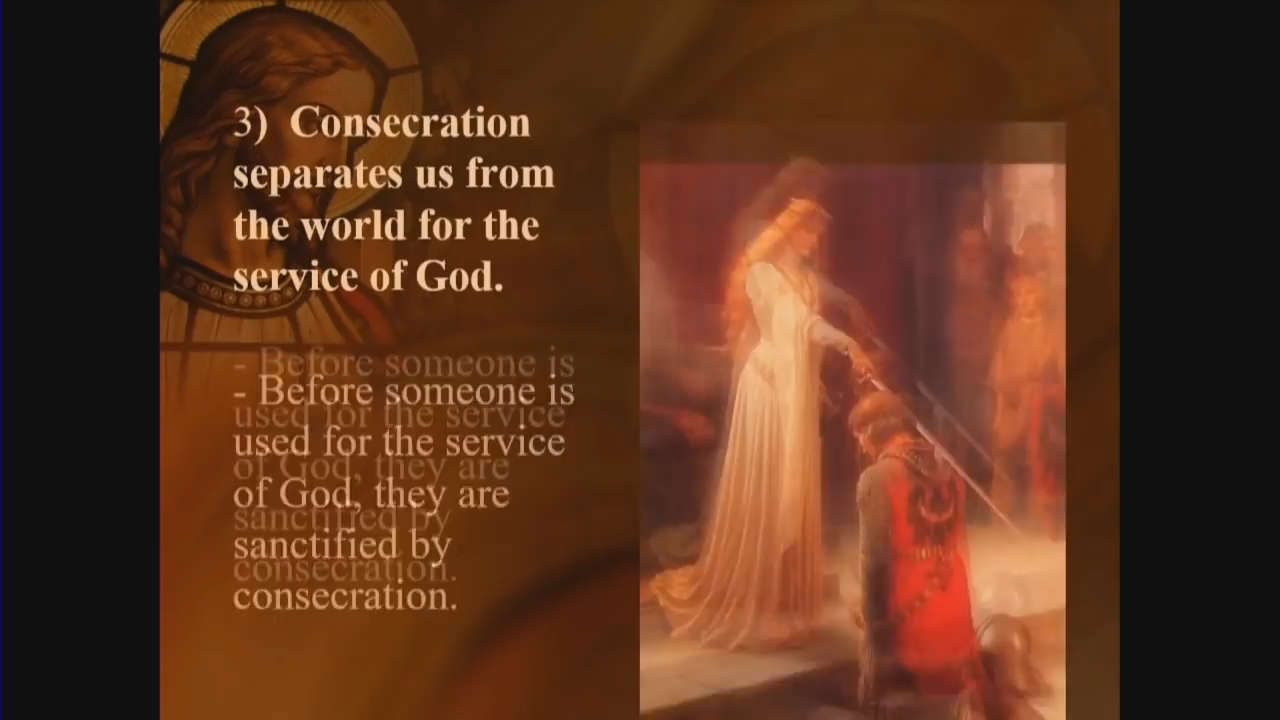 3) Consecration
separates us from
the world for the
service of God.
- Before someone is
used for the service
of God, they are
sanctified by
consecration.